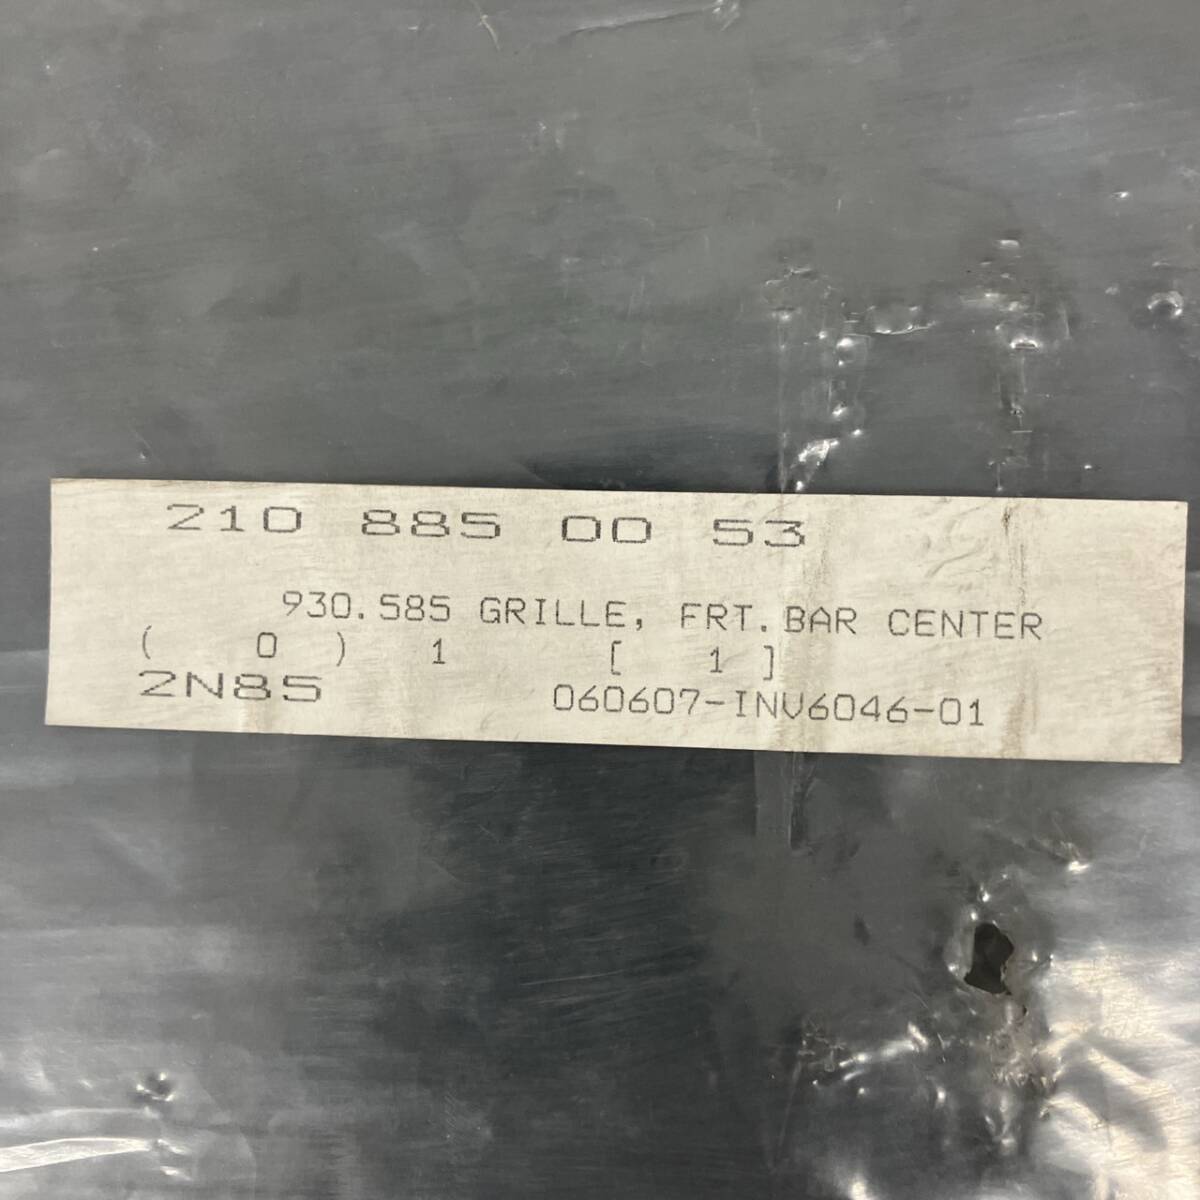 210 885 00 53
930.585 GRILLE, FRT.BAR CENTER
( 0 ) 1 [ 1 ]
2N85 060607-INV6046-01